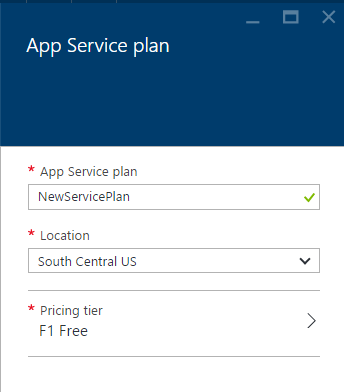 App Service plan
* App Service plan
NewServicePlan
* Location
South Central US
* Pricing tier
F1 Free